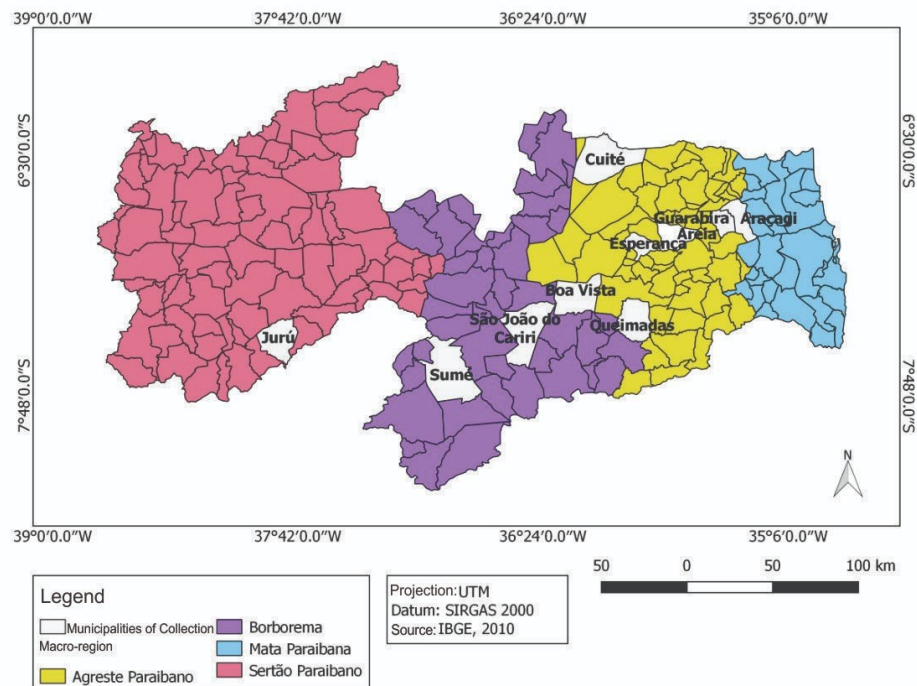 39°0'0.0"W 37°42'0.0"W 36°24'0.0"W 35°6'0.0"W
6°30'0.0"S
6°30'0.0"S
Cuité
Guarabira
Araçagi
Areia
Esperança
Boa Vista
São João do
Cariri
Queimadas
Jurú
Sumé
7°48'0.0"S
7°48'0.0"S
N
39°0'0.0"W 37°42'0.0"W 36°24'0.0"W 35°6'0.0"W
50 0 50 100 km
Legend
Municipalities of Collection
Macro-region
Agreste Paraibano
Borborema
Mata Paraibana
Sertão Paraibano
Projection: UTM
Datum: SIRGAS 2000
Source: IBGE, 2010